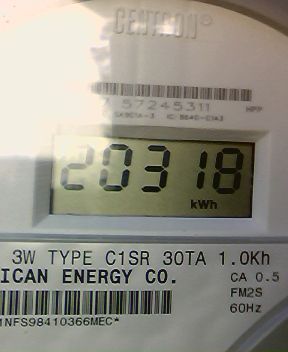 CENTRON®
57245311
20318
kWh
3W TYPE C1SR 30TA 1.0Kh
ICAN ENERGY CO.
CA 0.5
FM2S
60Hz
1NFS98410366MEC*